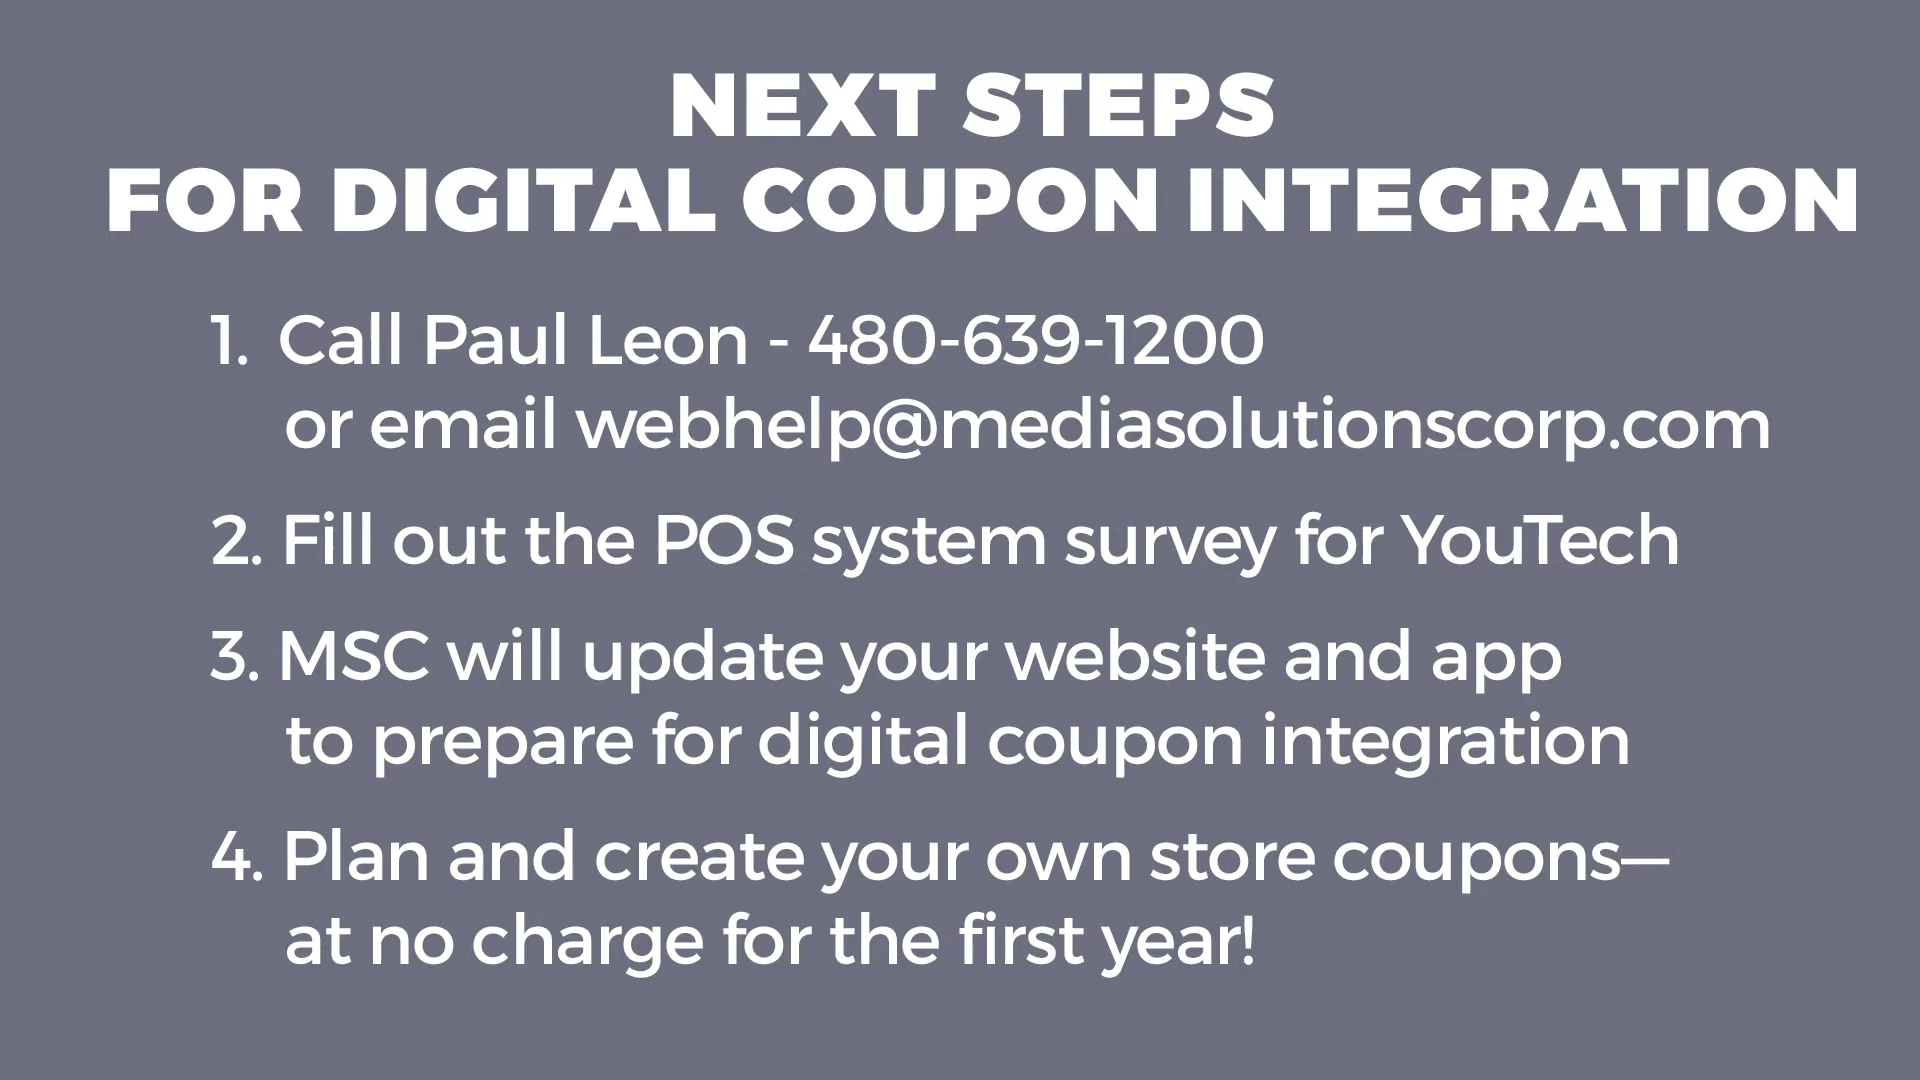 NEXT STEPS
FOR DIGITAL COUPON INTEGRATION
1. Call Paul Leon - 480-639-1200
or email webhelp@mediasolutionscorp.com
2. Fill out the POS system survey for YouTech
3. MSC will update your website and app
to prepare for digital coupon integration
4. Plan and create your own store coupons—
at no charge for the first year!